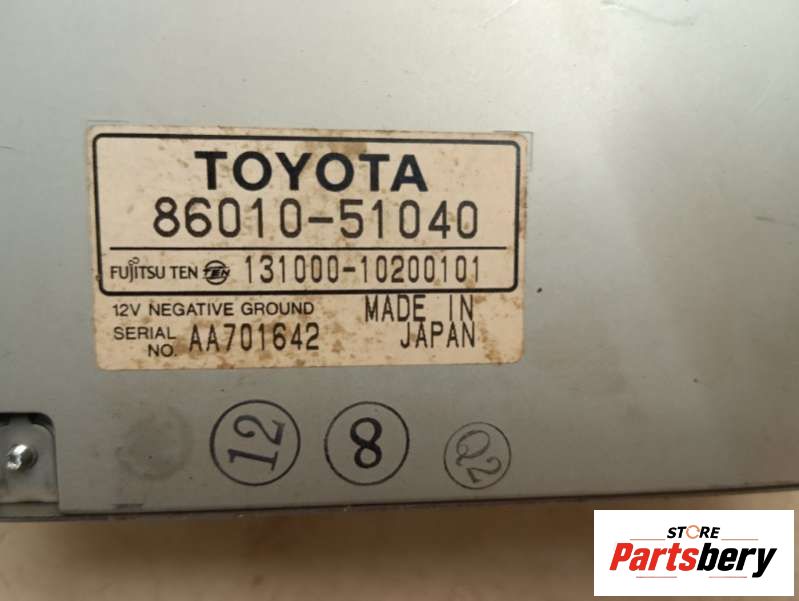 TOYOTA
86010-51040
FUJITSU TEN TEN 131000-10200101
12V NEGATIVE GROUND MADE IN
SERIAL NO. AA701642 JAPAN
12 8 Q2
STORE
Partsbery